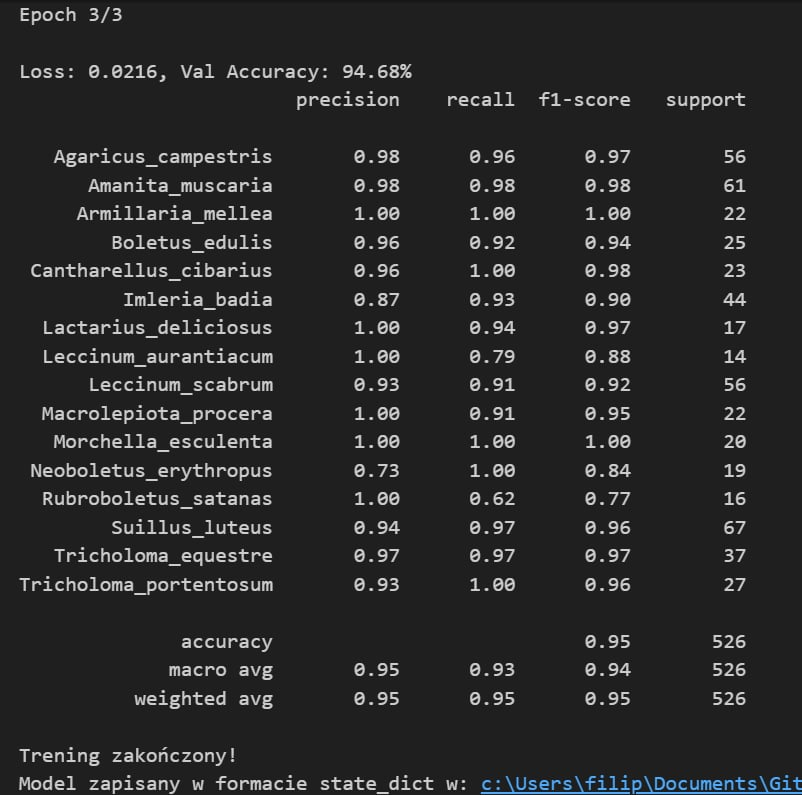 Epoch 3/3
Loss: 0.0216, Val Accuracy: 94.68%
precision recall f1-score support
Agaricus_campestris 0.98 0.96 0.97 56
Amanita_muscaria 0.98 0.98 0.98 61
Armillaria_mellea 1.00 1.00 1.00 22
Boletus_edulis 0.96 0.92 0.94 25
Cantharellus_cibarius 0.96 1.00 0.98 23
Imleria_badia 0.87 0.93 0.90 44
Lactarius_deliciosus 1.00 0.94 0.97 17
Leccinum_aurantiacum 1.00 0.79 0.88 14
Leccinum_scabrum 0.93 0.91 0.92 56
Macrolepiota_procera 1.00 0.91 0.95 22
Morchella_esculenta 1.00 1.00 1.00 20
Neoboletus_erythropus 0.73 1.00 0.84 19
Rubroboletus_satanas 1.00 0.62 0.77 16
Suillus_luteus 0.94 0.97 0.96 67
Tricholoma_equestre 0.97 0.97 0.97 37
Tricholoma_portentosum 0.93 1.00 0.96 27
accuracy 0.95 526
macro avg 0.95 0.93 0.94 526
weighted avg 0.95 0.95 0.95 526
Trening zakończony!
Model zapisany w formacie state_dict w: c:\Users\filip\Documents\Git